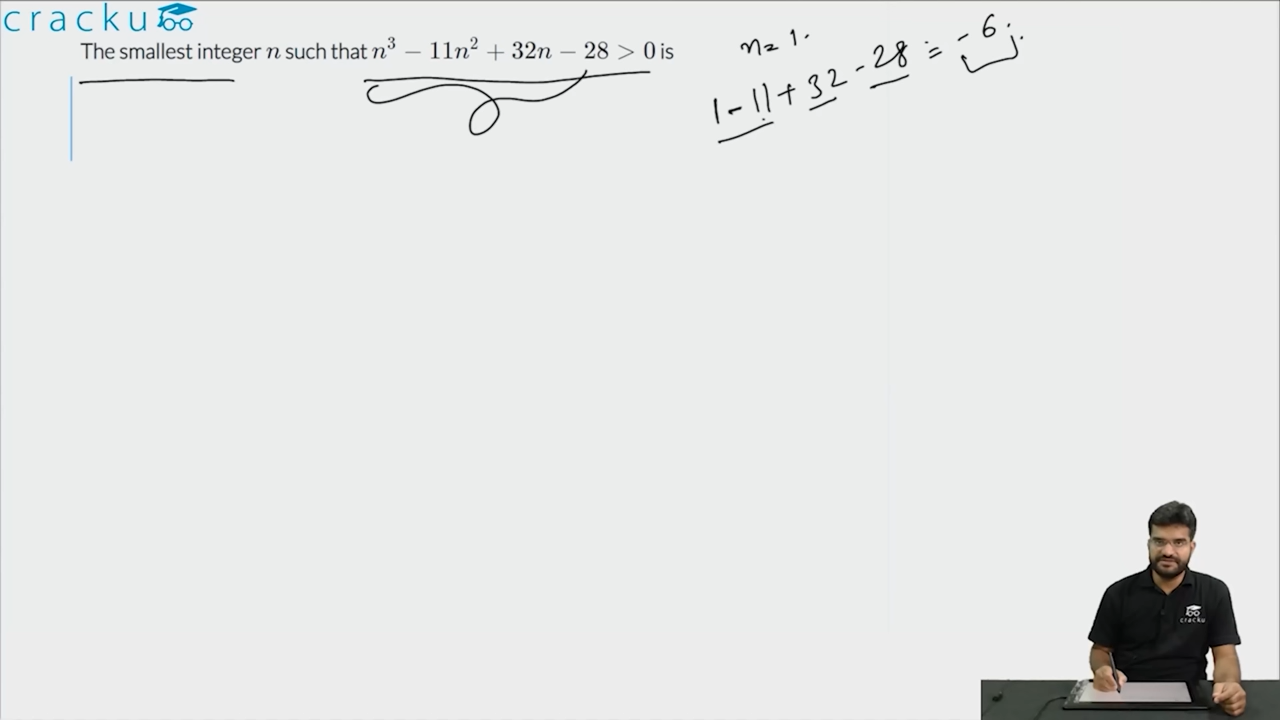 cracku
The smallest integer n such that n³ − 11n² + 32n − 28 > 0 is
n = 1.
1 - 11 + 32 - 28 = -6.
cracku